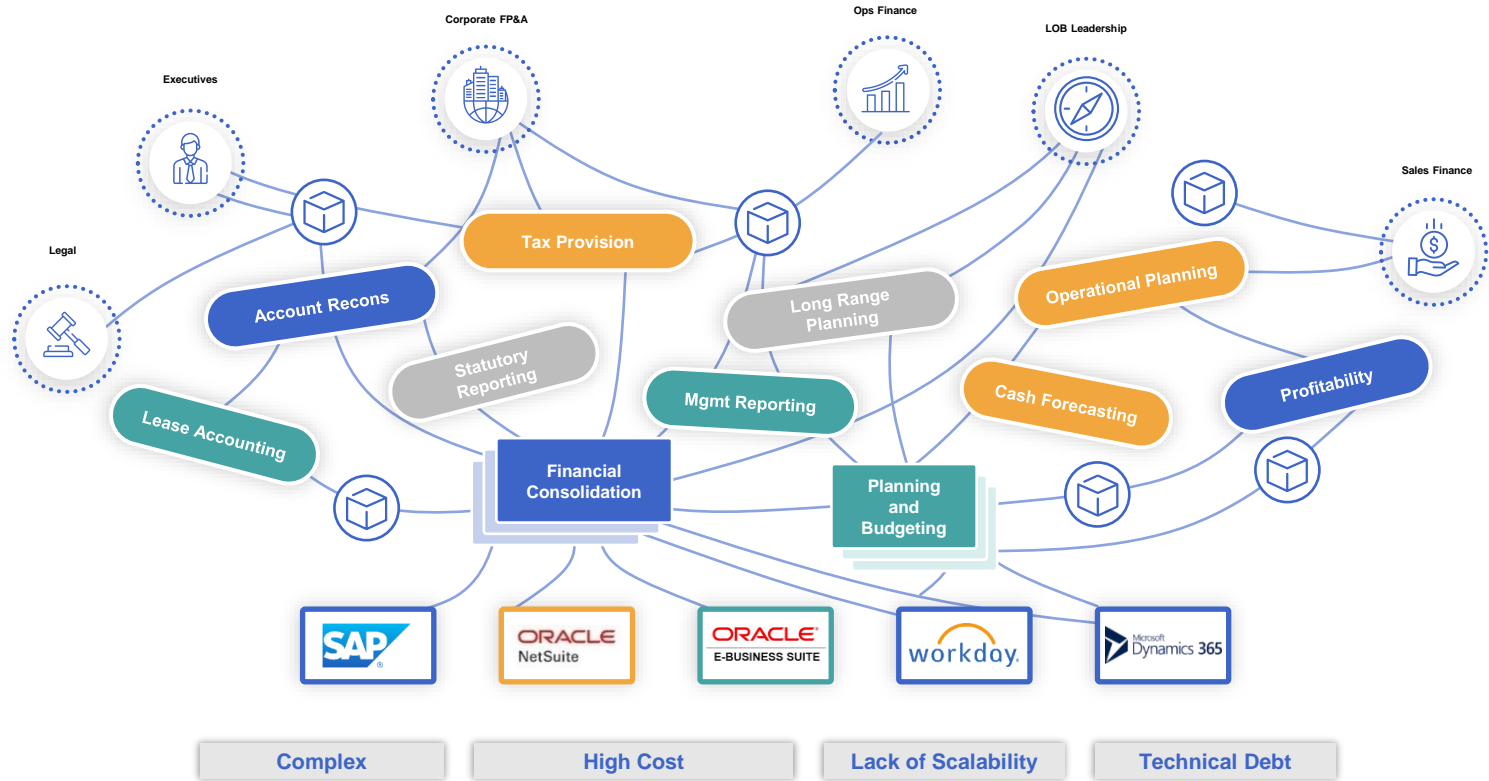 Corporate FP&A
Ops Finance
LOB Leadership
Executives
Sales Finance
Legal
Tax Provision
Account Recons
Long Range
Planning
Operational Planning
Statutory
Reporting
Mgmt Reporting
Cash Forecasting
Profitability
Lease Accounting
Financial
Consolidation
Planning
and
Budgeting
$
SAP®
ORACLE
NetSuite
ORACLE®
E-BUSINESS SUITE
workday.
Microsoft
Dynamics 365
Complex
High Cost
Lack of Scalability
Technical Debt